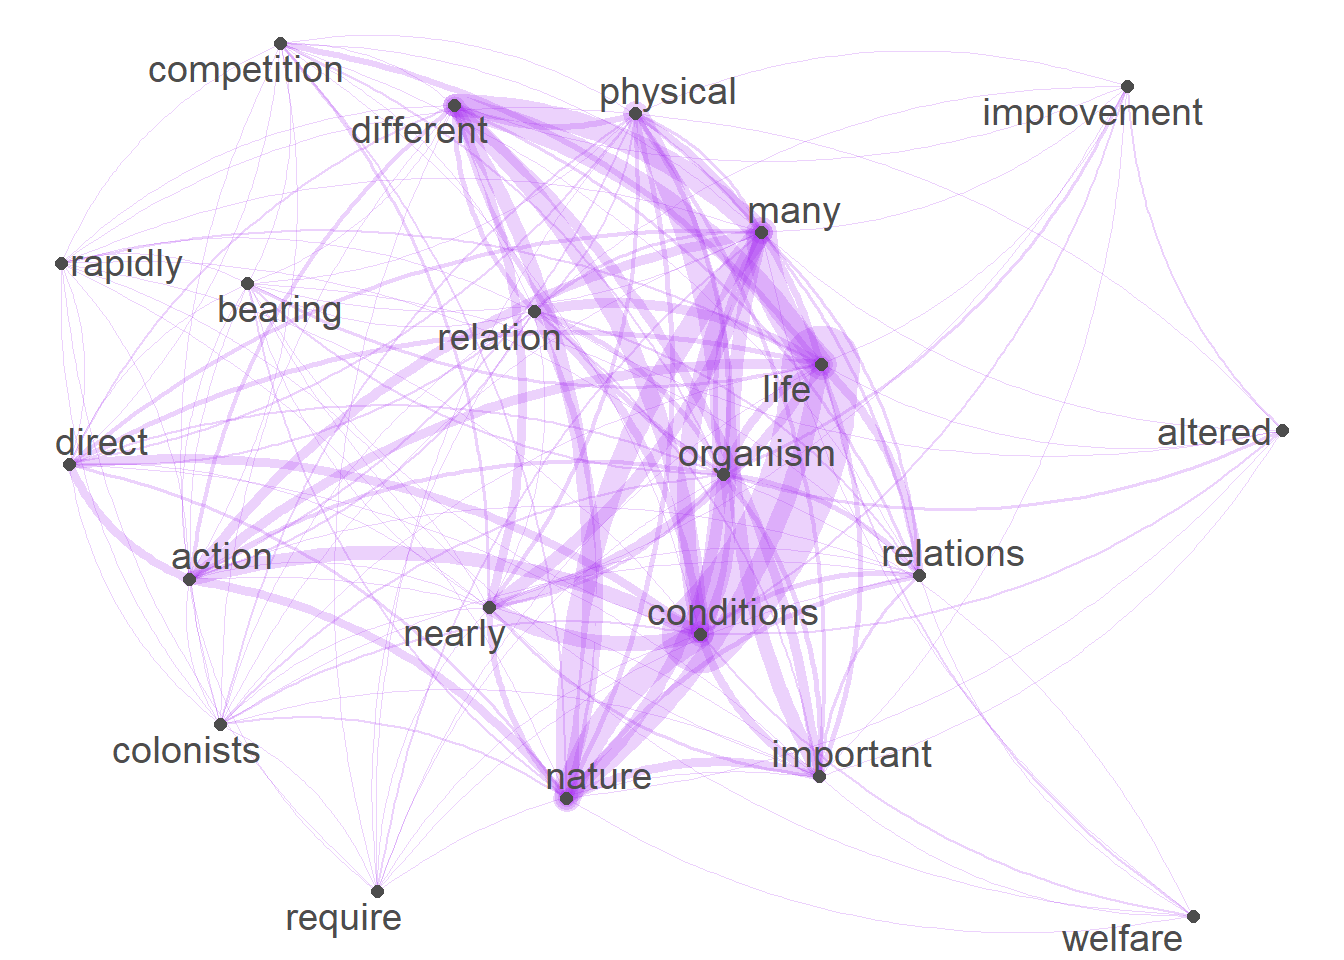 competition
physical
improvement
different
many
rapidly
bearing
relation
life
direct
altered
organism
action
relations
conditions
nearly
colonists
important
nature
require
welfare